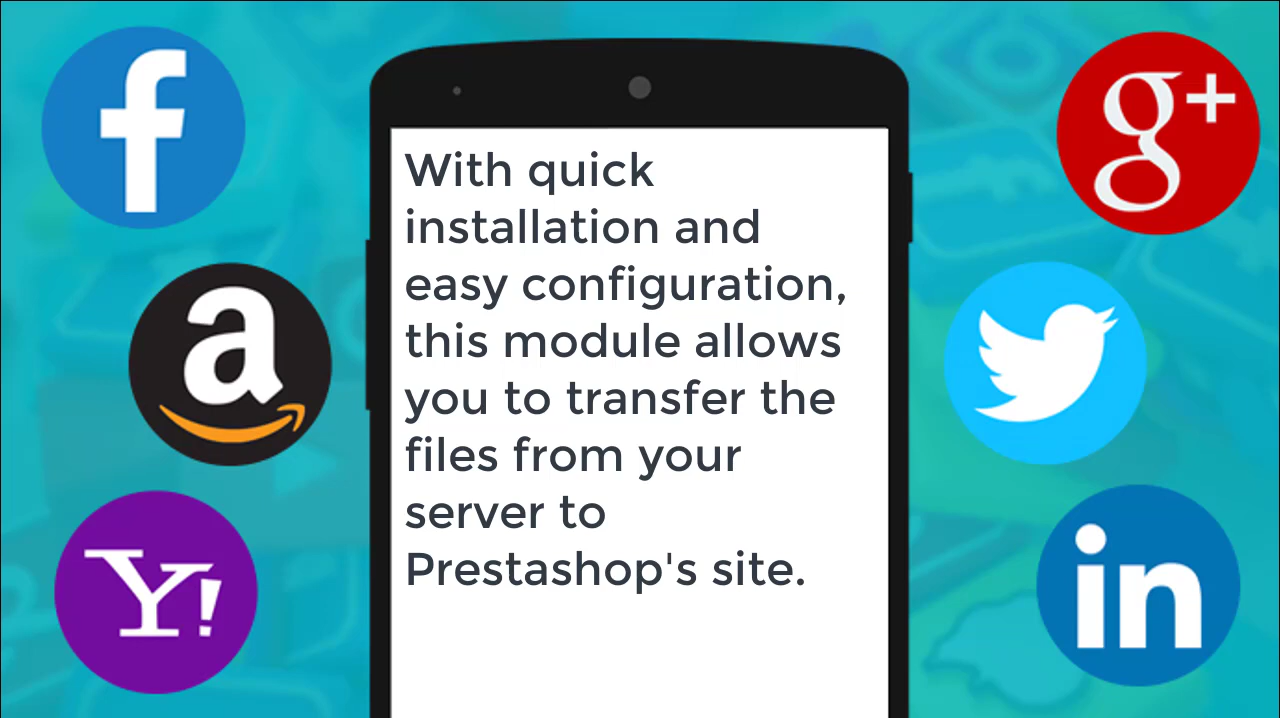 With quick
installation and
easy configuration,
this module allows
you to transfer the
files from your
server to
Prestashop's site.
f
a
Y!
g+
in